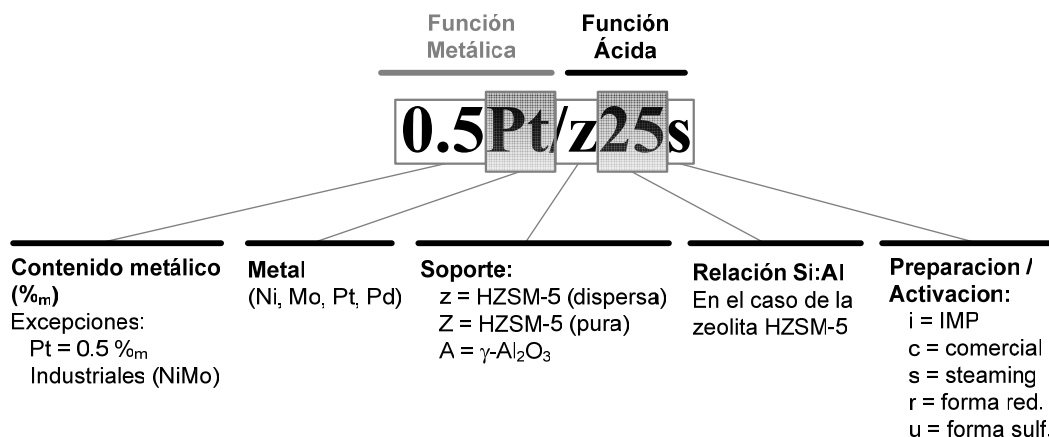 Función
Metálica
Función
Ácida
0.5Pt/z25s
Contenido metálico
(%m)
Excepciones:
Pt = 0.5 %m
Industriales (NiMo)
Metal
(Ni, Mo, Pt, Pd)
Soporte:
z = HZSM-5 (dispersa)
Z = HZSM-5 (pura)
A = γ-Al2O3
Relación Si:Al
En el caso de la
zeolita HZSM-5
Preparacion /
Activacion:
i = IMP
c = comercial
s = steaming
r = forma red.
u = forma sulf.